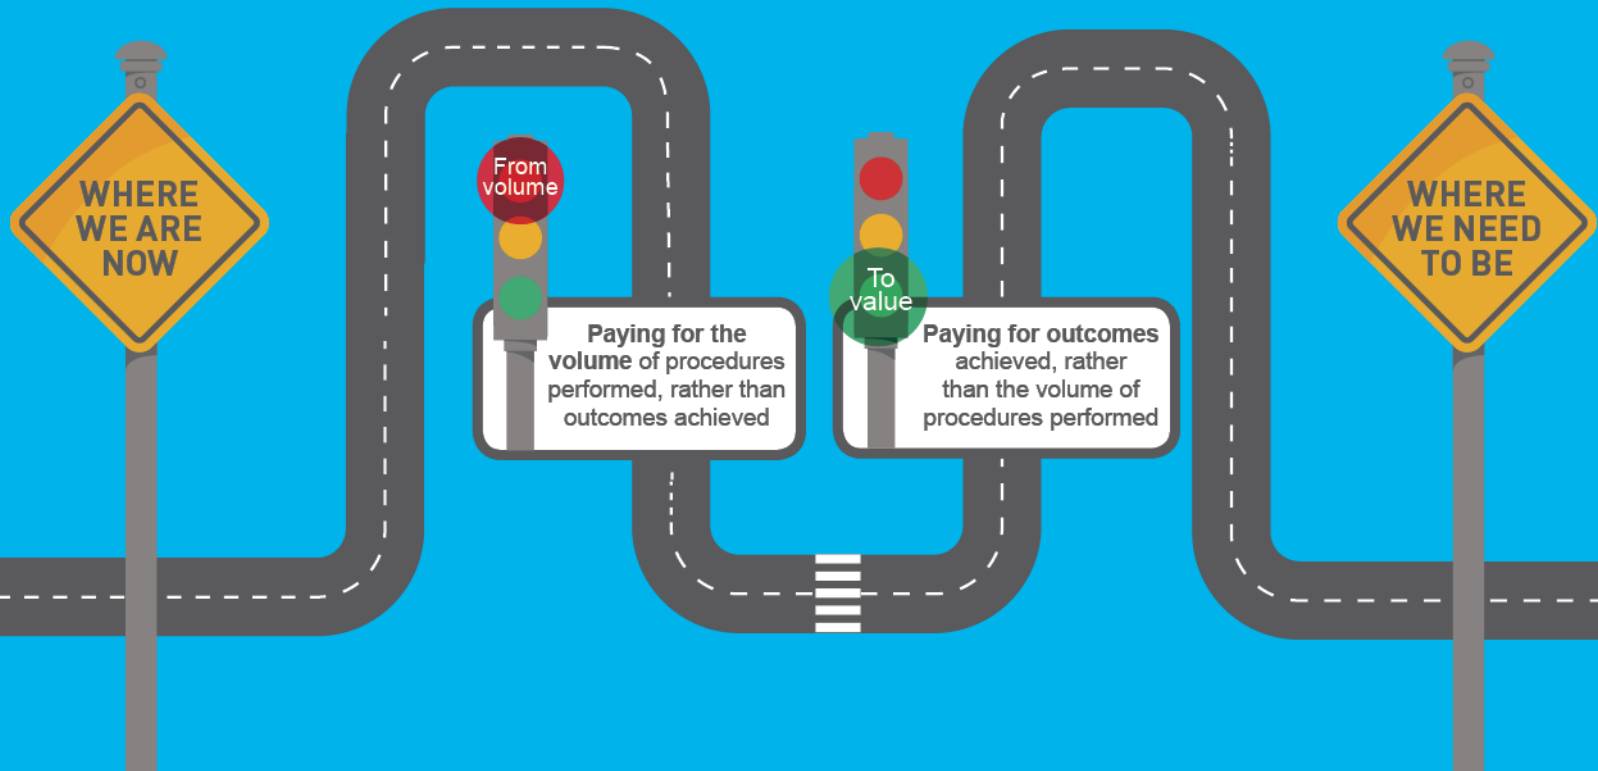 WHERE
WE ARE
NOW
From
volume
Paying for the
volume of procedures
performed, rather than
outcomes achieved
To
value
Paying for outcomes
achieved, rather
than the volume of
procedures performed
WHERE
WE NEED
TO BE